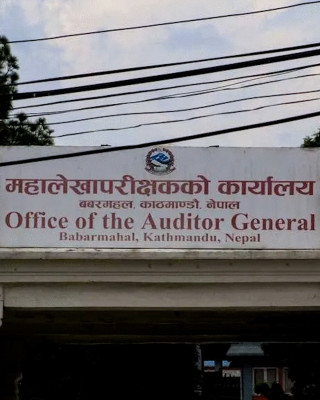 महालेखापरीक्षकको कार्यालय
बबरमहल, काठमाण्डौ, नेपाल
Office of the Auditor General
Babarmahal, Kathmandu, Nepal